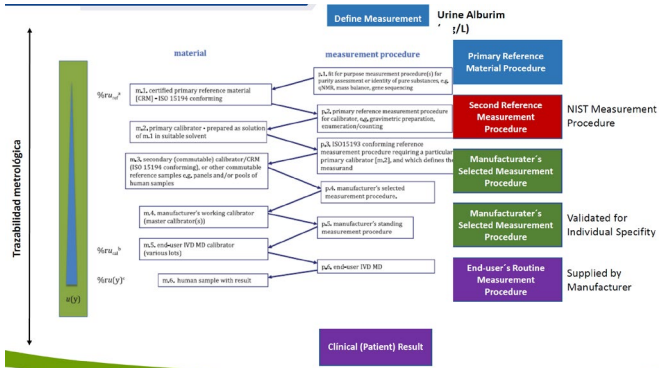 Define Measurement
Urine Alburim
g/L)
Trazabilidad metrológica
material
measurement procedure
Primary Reference
Material Procedure
p.1. fit for purpose measurement procedure(s) for
purity assessment or identity of pure substances, e.g.
qNMR, mass balance, gene sequencing
%ru
m.1. certified primary reference material
[CRM] - ISO 15194 conforming
p.2. primary reference measurement procedure
for calibrator, e.g. gravimetric preparation,
enumeration/counting
Second Reference
Measurement
Procedure
NIST Measurement
Procedure
m.2. primary calibrator - prepared as solution
of m.1 in suitable solvent
p.3. ISO15193 conforming reference
measurement procedure requiring a particular
primary calibrator [m.2], and which defines the
measurand
m.3. secondary (commutable) calibrator/CRM
(ISO 15194 conforming), or other commutable
reference samples e.g. panels and/or pools of
human samples
Manufacturater´s
Selected Measurement
Procedure
p.4. manufacturer's selected
measurement procedure,
m.4. manufacturer's working calibrator
(master calibrator(s))
p.5. manufacturer's standing
measurement procedure
Manufacturater´s
Selected Measurement
Procedure
Validated for
Individual Specifity
%ru
m.5. end-user IVD MD calibrator
(various lots)
p.6. end-user IVD MD
End-user´s Routine
Measurement
Procedure
Supplied by
Manufacturer
%ru(y)ᶜ
m.6. human sample with result
u(y)
Clinical (Patient) Result